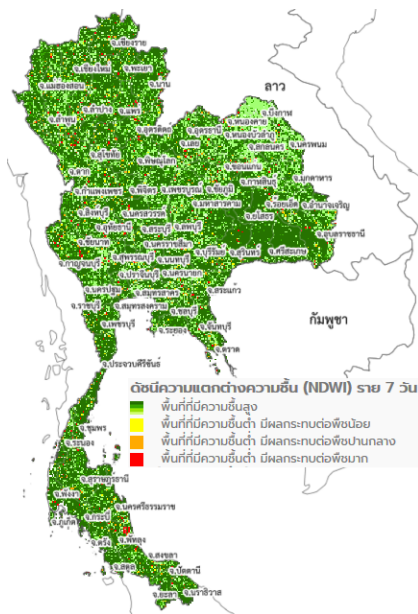 จ.เชียงราย
จ.เชียงใหม่ จ.พะเยา
จ.แม่ฮ่องสอน จ.น่าน
จ.ลำปาง จ.แพร่
จ.ลำพูน
จ.อุตรดิตถ์
ลาว
จ.บึงกาฬ
จ.หนองคาย
จ.อุดรธานี จ.หนองบัวลำภู
จ.เลย จ.สกลนคร จ.นครพนม
จ.สุโขทัย จ.พิษณุโลก
จ.ตาก จ.ขอนแก่น
จ.กาฬสินธุ์ จ.มุกดาหาร
จ.กำแพงเพชร จ.พิจิตร จ.เพชรบูรณ์ จ.ชัยภูมิ
จ.มหาสารคาม จ.ร้อยเอ็ด จ.อำนาจเจริญ
จ.สิงห์บุรี จ.นครสวรรค์ จ.ยโสธร
จ.อุทัยธานี จ.สระบุรี จ.ลพบุรี
จ.อุบลราชธานี
จ.ชัยนาท จ.นครราชสีมา จ.บุรีรัมย์ จ.สุรินทร์ จ.ศรีสะเกษ
จ.กาญจนบุรี จ.สุพรรณบุรี จ.นนทบุรี
จ.ปราจีนบุรี จ.นครนายก
จ.นครปฐม จ.สมุทรสาคร จ.สระแก้ว
จ.ราชบุรี จ.สมุทรสงคราม จ.ชลบุรี
จ.เพชรบุรี จ.ระยอง จ.จันทบุรี
กัมพูชา
จ.ตราด
จ.ประจวบคีรีขันธ์
ดัชนีความแตกต่างความชื้น (NDWI) ราย 7 วัน
พื้นที่ที่มีความชื้นสูง
พื้นที่ที่มีความชื้นต่ำ มีผลกระทบต่อพืชน้อย
พื้นที่ที่มีความชื้นต่ำ มีผลกระทบต่อพืชปานกลาง
พื้นที่ที่มีความชื้นต่ำ มีผลกระทบต่อพืชมาก
จ.ชุมพร
จ.ระนอง
จ.สุราษฎรธานี
จ.พังงา
จ.นครศรีธรรมราช
จ.ภูเก็ต จ.กระบี่
จ.ตรัง จ.พัทลุง
จ.สงขลา
จ.สตูล จ.ปัตตานี
จ.ยะลา จ.นราธิวาส